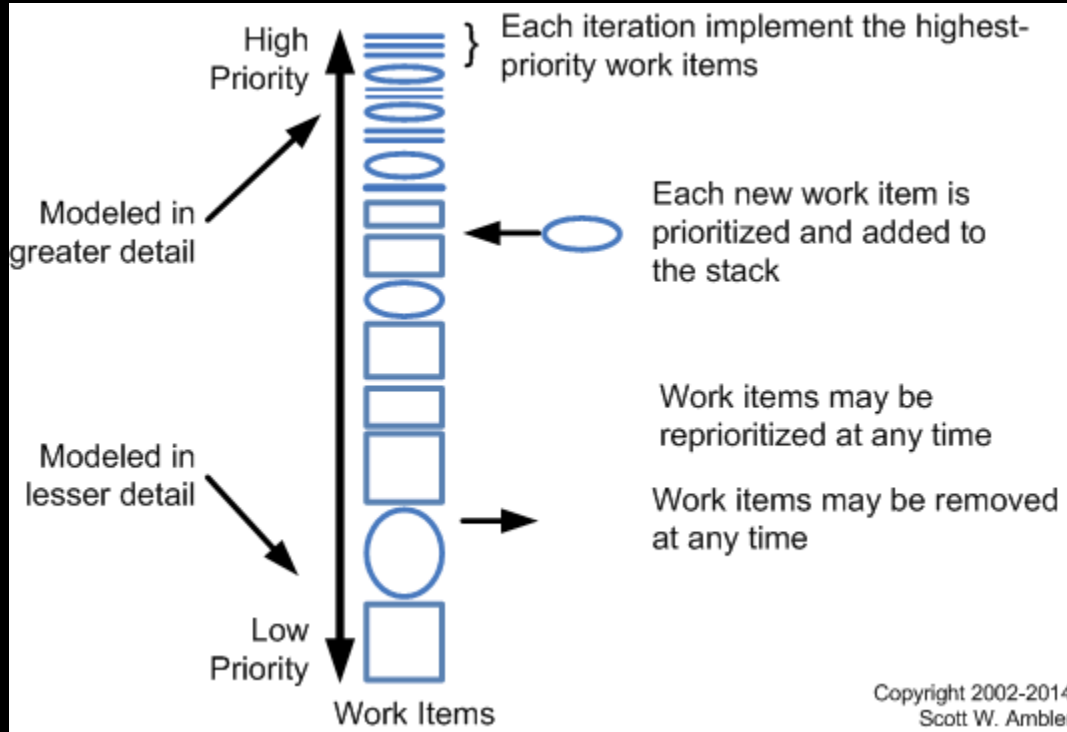 High
Priority
} Each iteration implement the highest-
priority work items
Modeled in
greater detail
Each new work item is
prioritized and added to
the stack
Work items may be
reprioritized at any time
Modeled in
lesser detail
Work items may be removed
at any time
Low
Priority
Work Items
Copyright 2002-2014
Scott W. Ambler